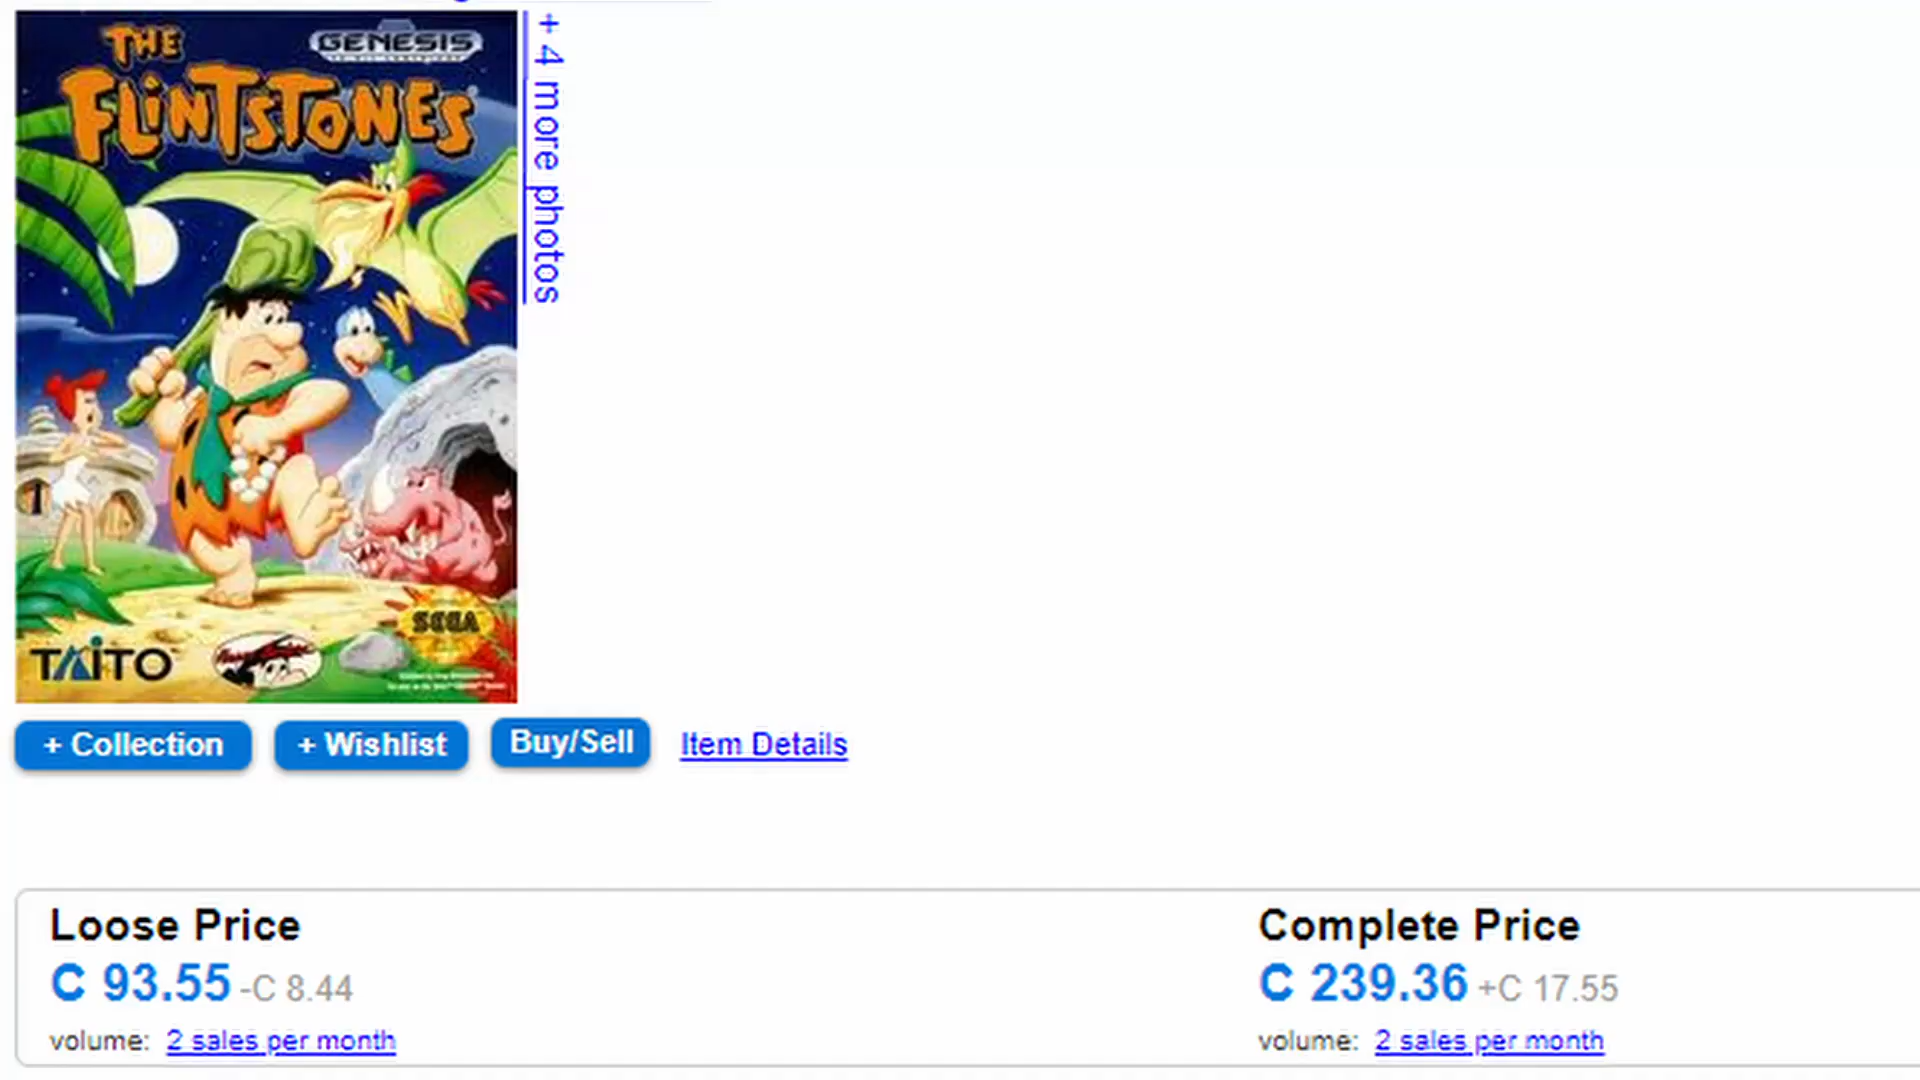 THE
GENESIS
FLINTSTONES
+ 4 more photos
SEGA
TAITO
+ Collection
+ Wishlist
Buy/Sell
Item Details
Loose Price
Complete Price
C 93.55 -C 8.44
C 239.36 +C 17.55
volume: 2 sales per month
volume: 2 sales per month